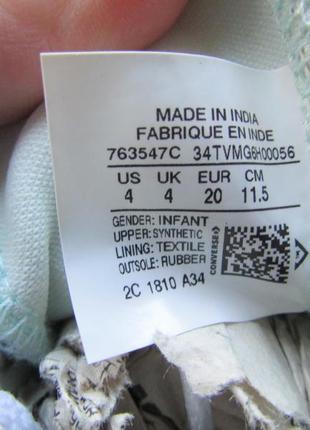 MADE IN INDIA
FABRIQUE EN INDE
763547C 34TVMG6H00056
US UK EUR CM
4 4 20 11.5
GENDER: INFANT
UPPER: SYNTHETIC
LINING: TEXTILE
OUTSOLE: RUBBER
CONVERSE
2C 1810 A34